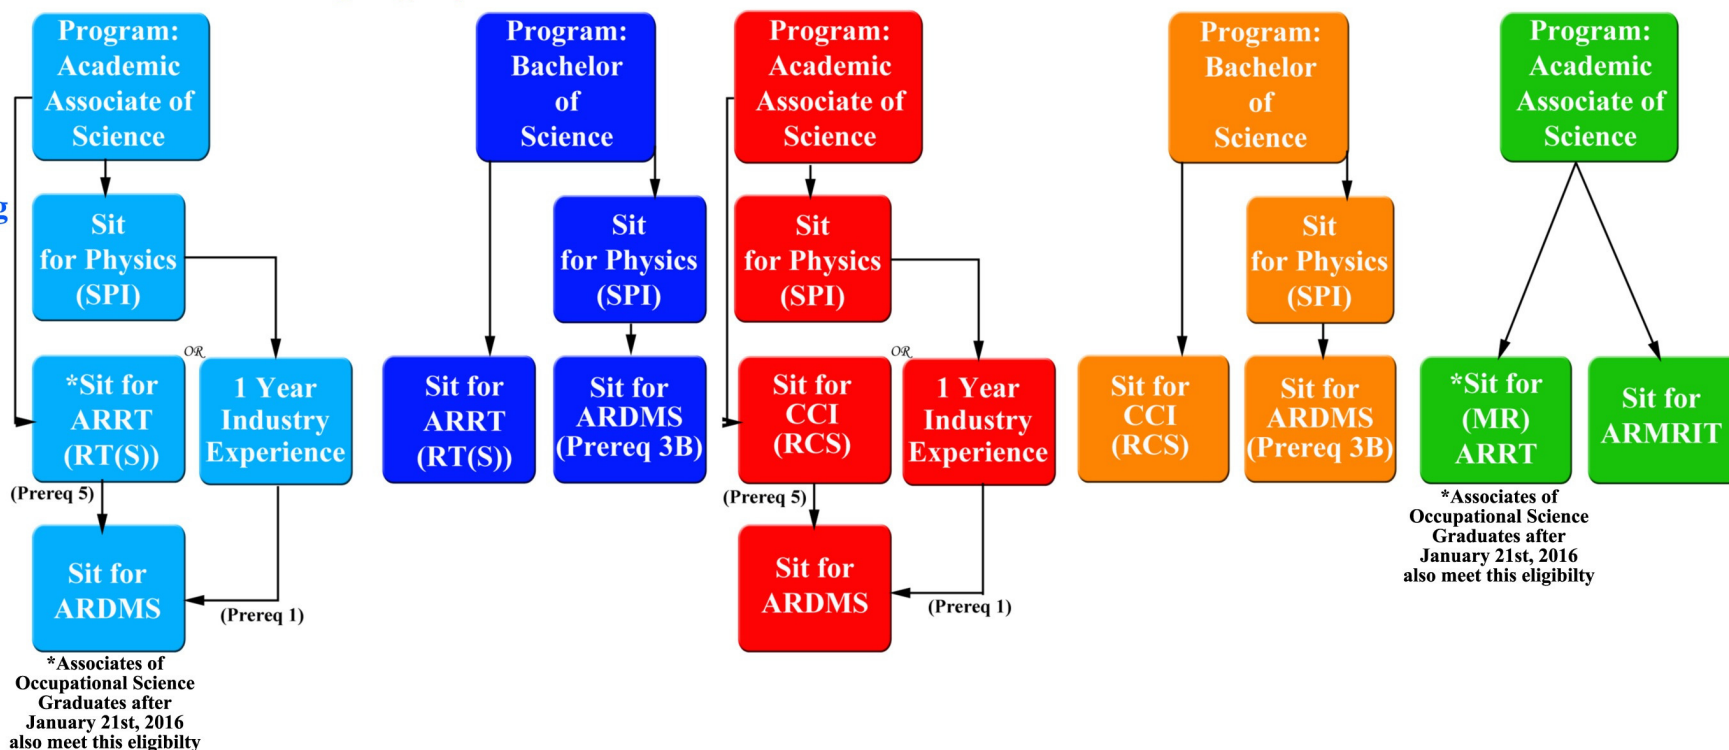 Program:
Academic
Associate of
Science
Sit
for Physics
(SPI)
*Sit for
ARRT
(RT(S))
OR
1 Year
Industry
Experience
(Prereq 5)
Sit for
ARDMS
(Prereq 1)
*Associates of
Occupational Science
Graduates after
January 21st, 2016
also meet this eligibilty
g
Program:
Bachelor
of
Science
Sit
for Physics
(SPI)
Sit for
ARRT
(RT(S))
Sit for
ARDMS
(Prereq 3B)
Program:
Academic
Associate of
Science
Sit
for Physics
(SPI)
Sit for
CCI
(RCS)
OR
1 Year
Industry
Experience
(Prereq 5)
Sit for
ARDMS
(Prereq 1)
Program:
Bachelor
of
Science
Sit
for Physics
(SPI)
Sit for
CCI
(RCS)
Sit for
ARDMS
(Prereq 3B)
Program:
Academic
Associate of
Science
*Sit for
(MR)
ARRT
Sit for
ARMRIT
*Associates of
Occupational Science
Graduates after
January 21st, 2016
also meet this eligibilty